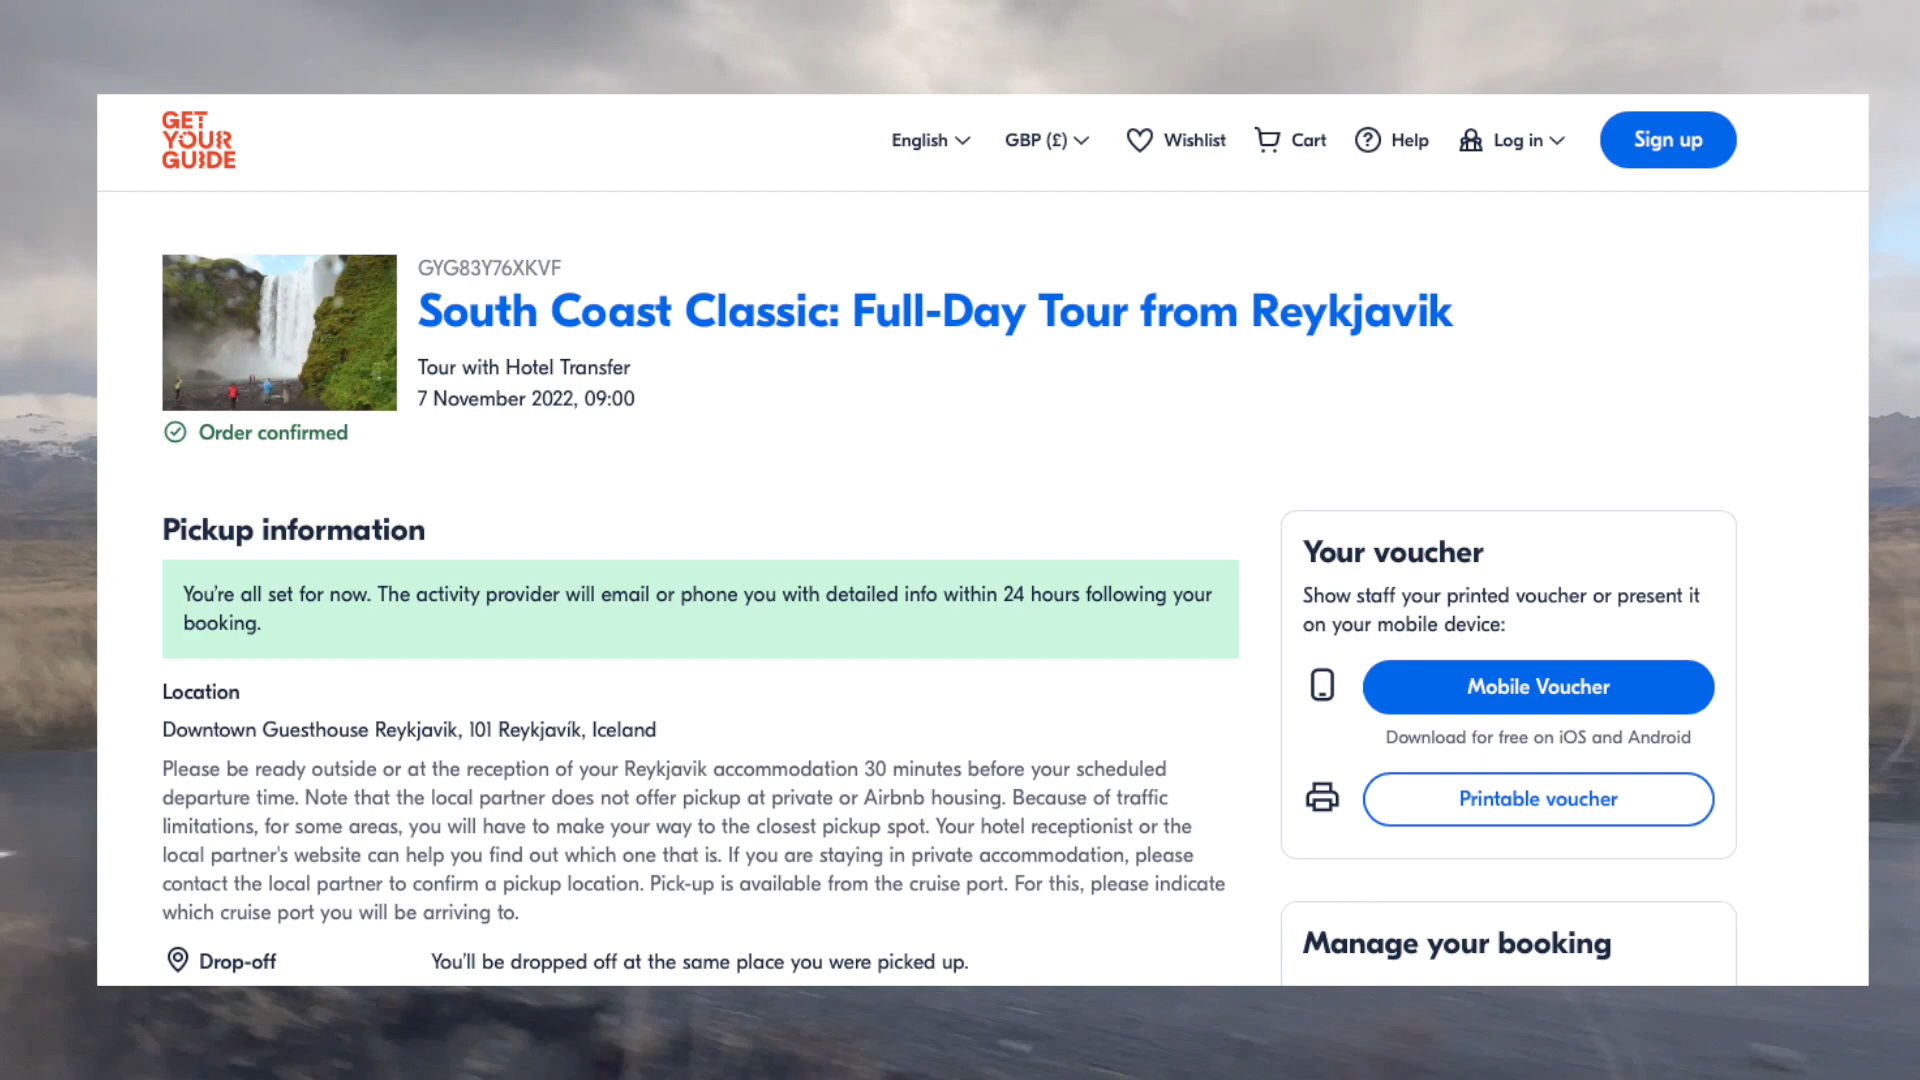 GET
YOUR
GUIDE
English
GBP (£)
Wishlist
Cart
Help
Log in
Sign up
GYG83Y76XKVF
South Coast Classic: Full-Day Tour from Reykjavik
Tour with Hotel Transfer
7 November 2022, 09:00
Order confirmed
Pickup information
You're all set for now. The activity provider will email or phone you with detailed info within 24 hours following your
booking.
Location
Downtown Guesthouse Reykjavik, 101 Reykjavík, Iceland
Please be ready outside or at the reception of your Reykjavik accommodation 30 minutes before your scheduled
departure time. Note that the local partner does not offer pickup at private or Airbnb housing. Because of traffic
limitations, for some areas, you will have to make your way to the closest pickup spot. Your hotel receptionist or the
local partner's website can help you find out which one that is. If you are staying in private accommodation, please
contact the local partner to confirm a pickup location. Pick-up is available from the cruise port. For this, please indicate
which cruise port you will be arriving to.
Drop-off
You'll be dropped off at the same place you were picked up.
Your voucher
Show staff your printed voucher or present it
on your mobile device:
Mobile Voucher
Download for free on iOS and Android
Printable voucher
Manage your booking